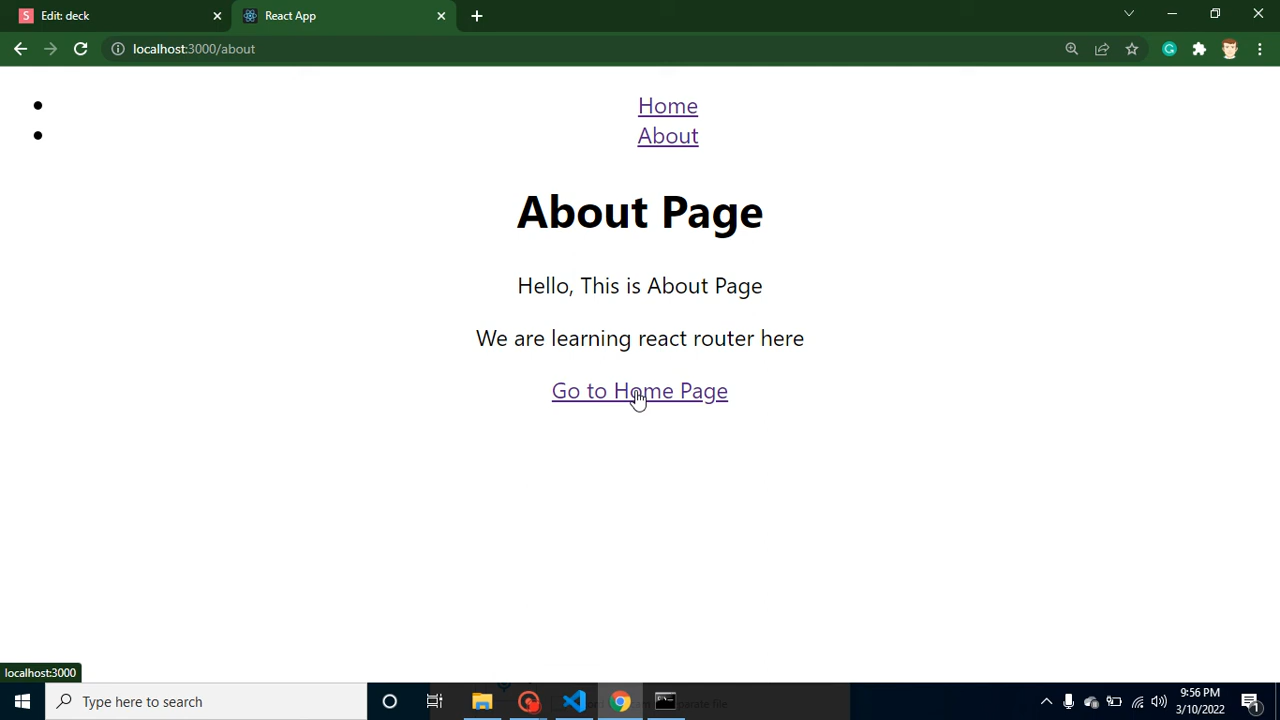 Edit: deck
React App
localhost:3000/about
Home
About
About Page
Hello, This is About Page
We are learning react router here
Go to Home Page
localhost:3000
Type here to search
parate file
9:56 PM
3/10/2022